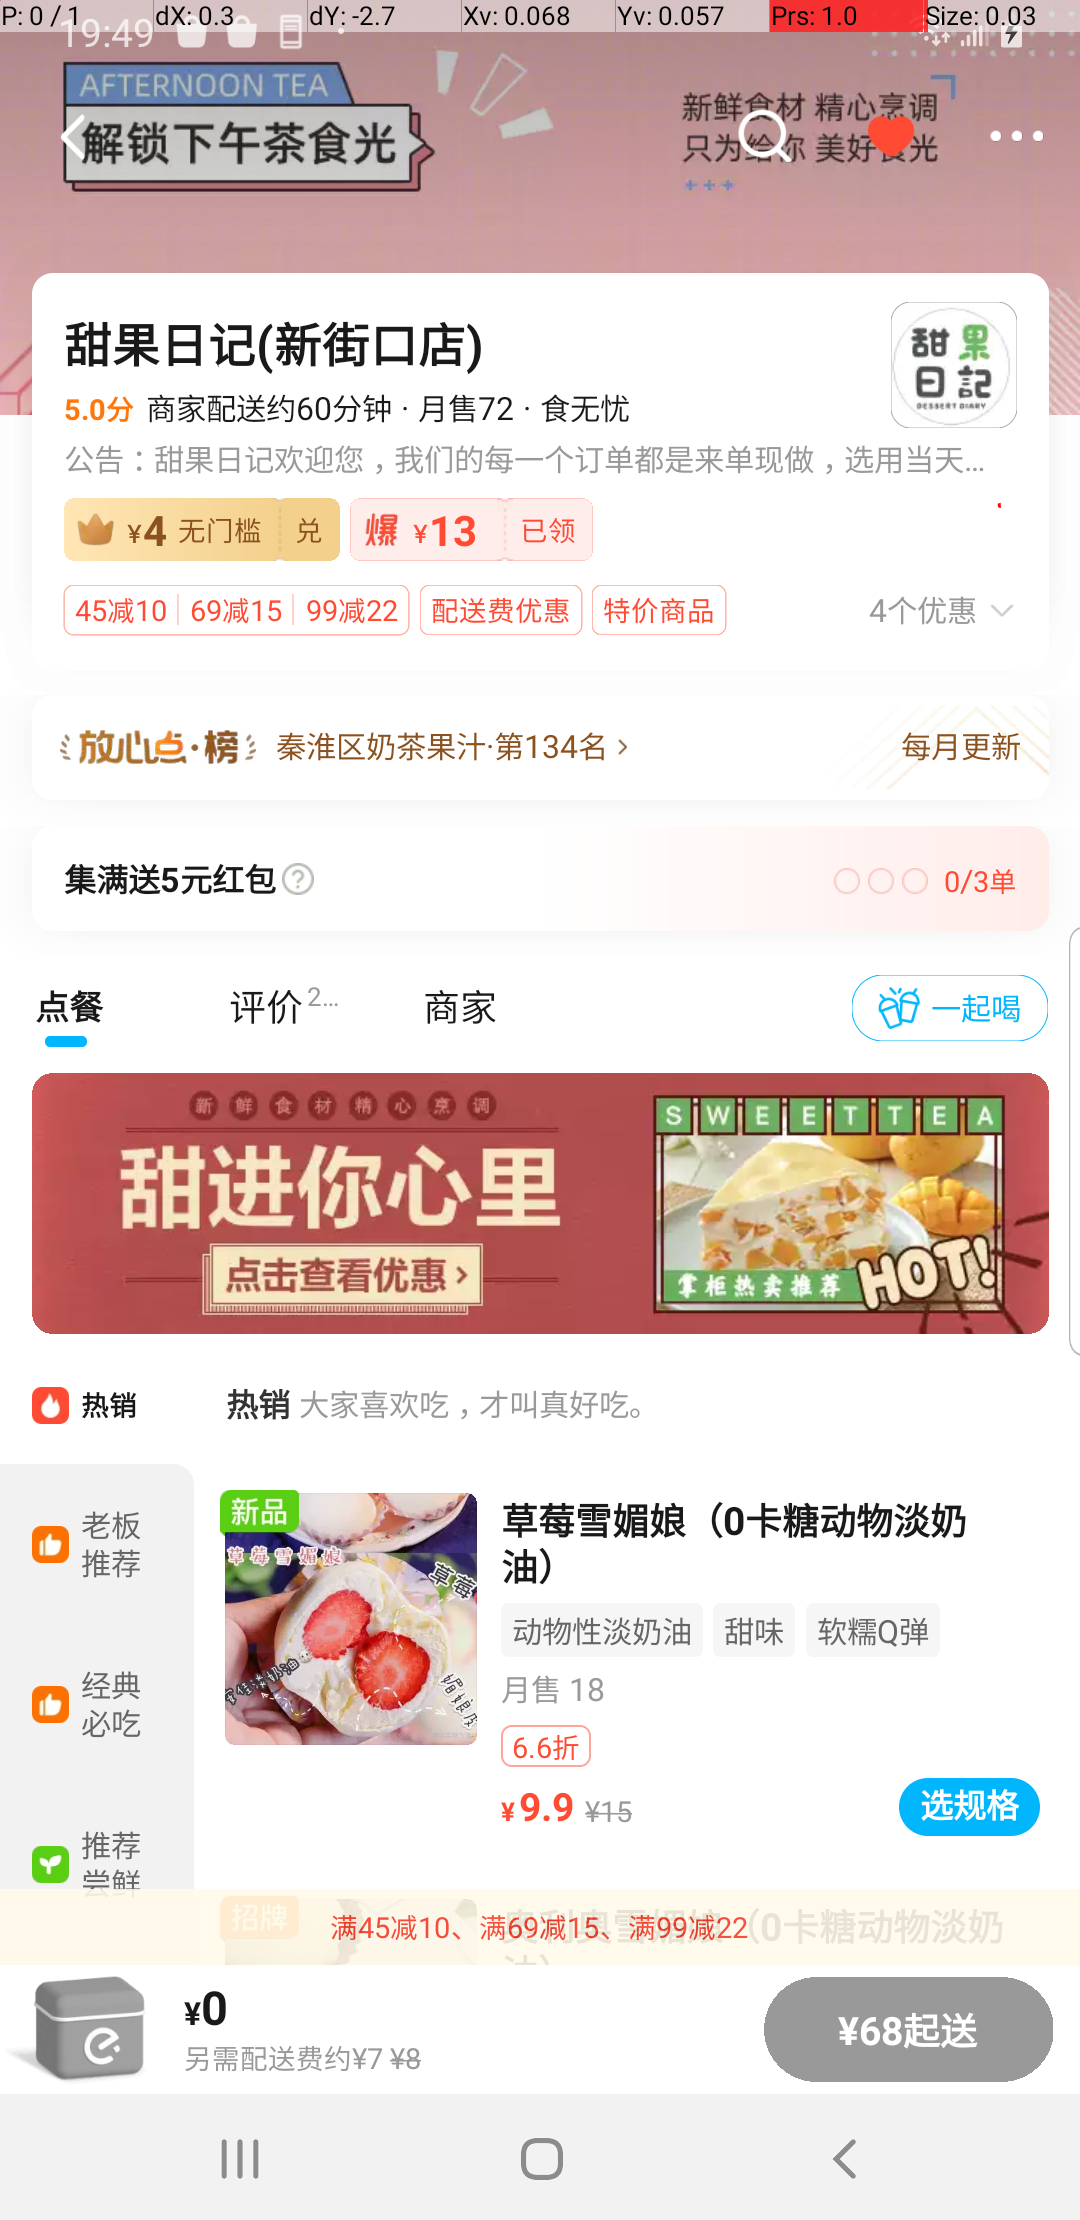 P: 0 / 1 dX: 0.3 dY: -2.7 Xv: 0.068 Yv: 0.057 Prs: 1.0 Size: 0.03
19:49
AFTERNOON TEA
解锁下午茶食光
新鲜食材 精心烹调
只为给你 美好食光
甜果日记(新街口店)
甜果日記
DESSERT DIARY
5.0分 商家配送约60分钟 · 月售72 · 食无忧
公告：甜果日记欢迎您，我们的每一个订单都是来单现做，选用当天...
¥4 无门槛 兑 爆 ¥13 已领
45减10 69减15 99减22 配送费优惠 特价商品 4个优惠
放心点·榜 秦淮区奶茶果汁·第134名 › 每月更新
集满送5元红包 ? 0/3单
点餐 评价 2... 商家 一起喝
新鲜食材精心烹调
甜进你心里
点击查看优惠 ›
SWEETTEA
掌柜热卖推荐 HOT!
热销 热销 大家喜欢吃，才叫真好吃。
老板
推荐
经典
必吃
推荐
尝鲜
新品
草莓雪媚娘
草莓
媚娘皮
草莓雪媚娘（0卡糖动物淡奶
油）
动物性淡奶油 甜味 软糯Q弹
月售 18
6.6折
¥9.9 ¥15 选规格
招牌 奥利奥雪媚娘（0卡糖动物淡奶
满45减10、满69减15、满99减22
¥0
另需配送费约¥7 ¥8
¥68起送